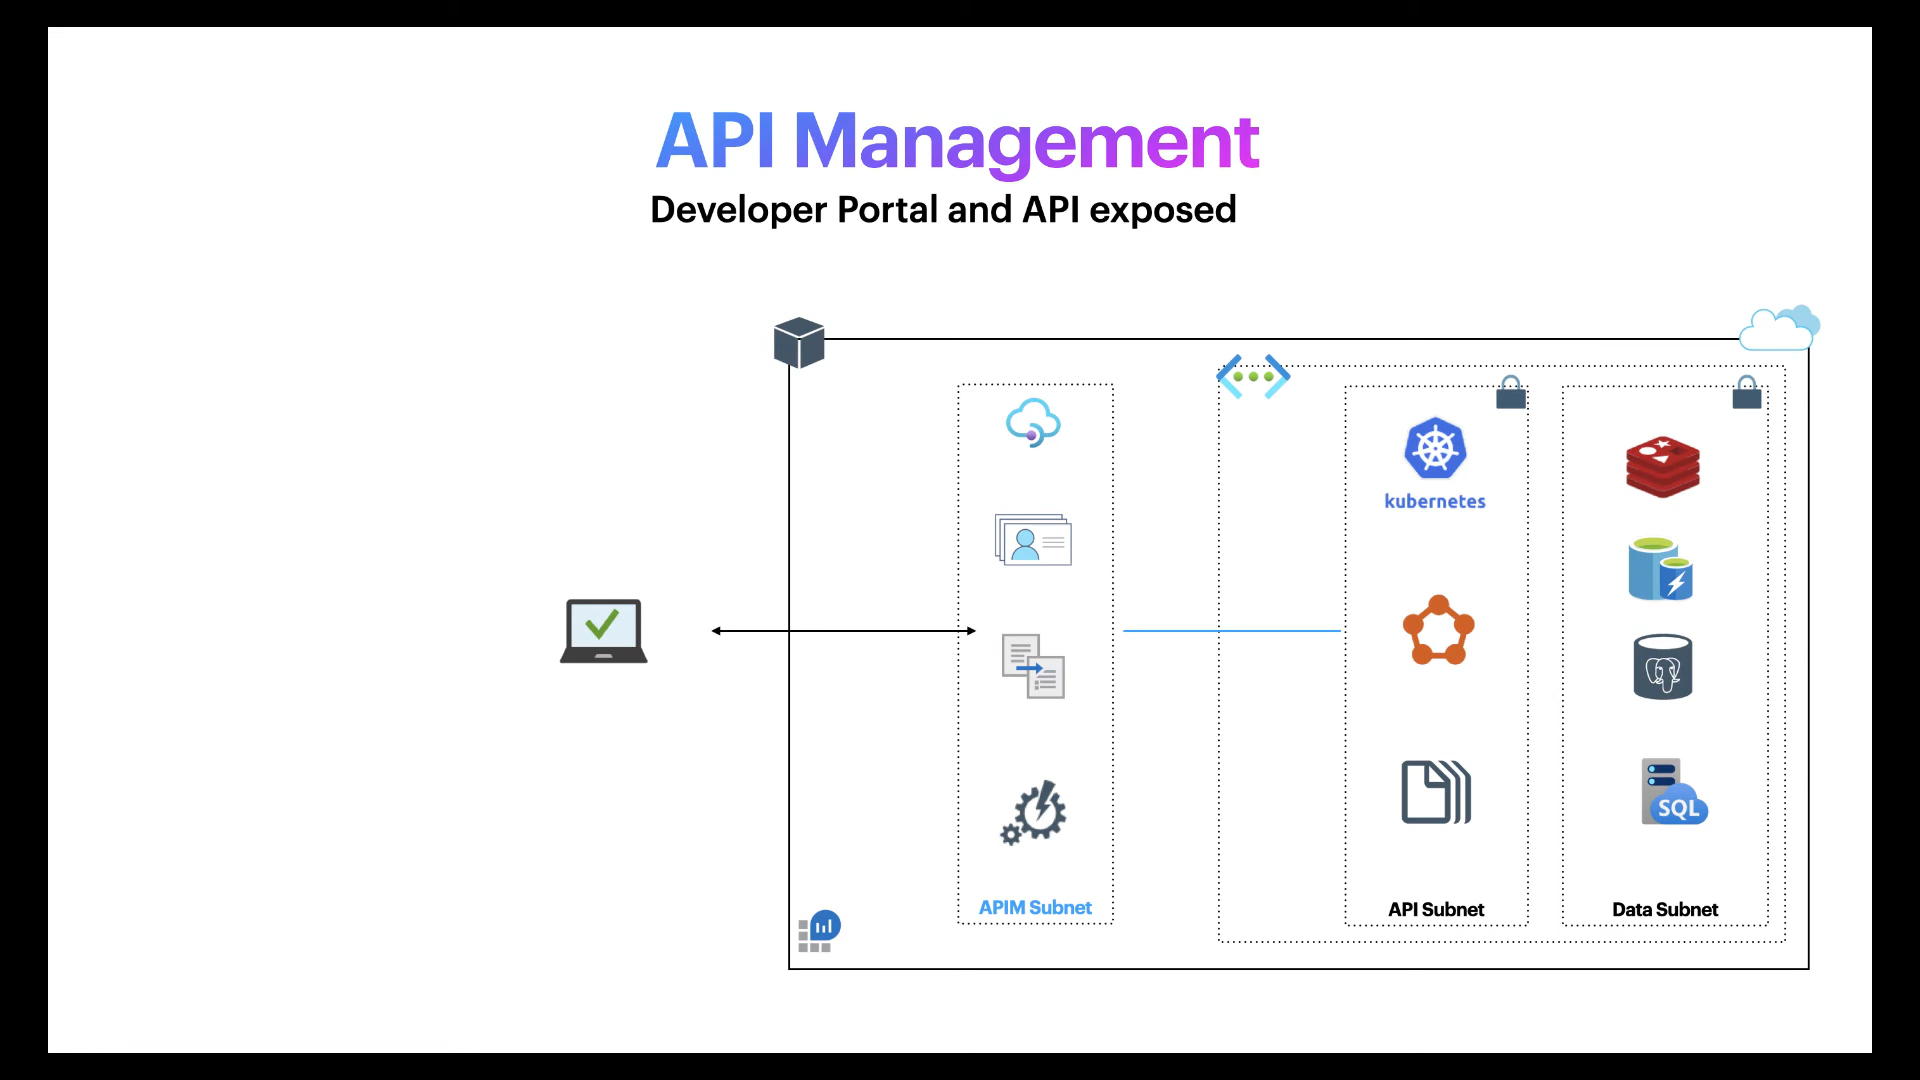 API Management
Developer Portal and API exposed
kubernetes
SQL
APIM Subnet
API Subnet
Data Subnet